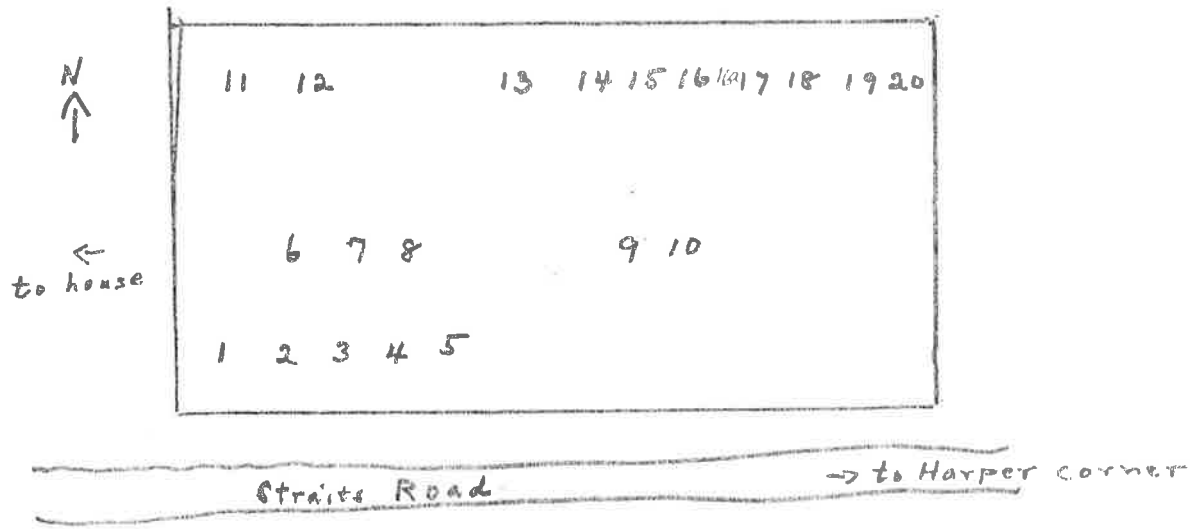 N
11 12 13 14 15 16 16a 17 18 19 20
←
to house
6 7 8 9 10
1 2 3 4 5
→ to Harper corner
Straits Road